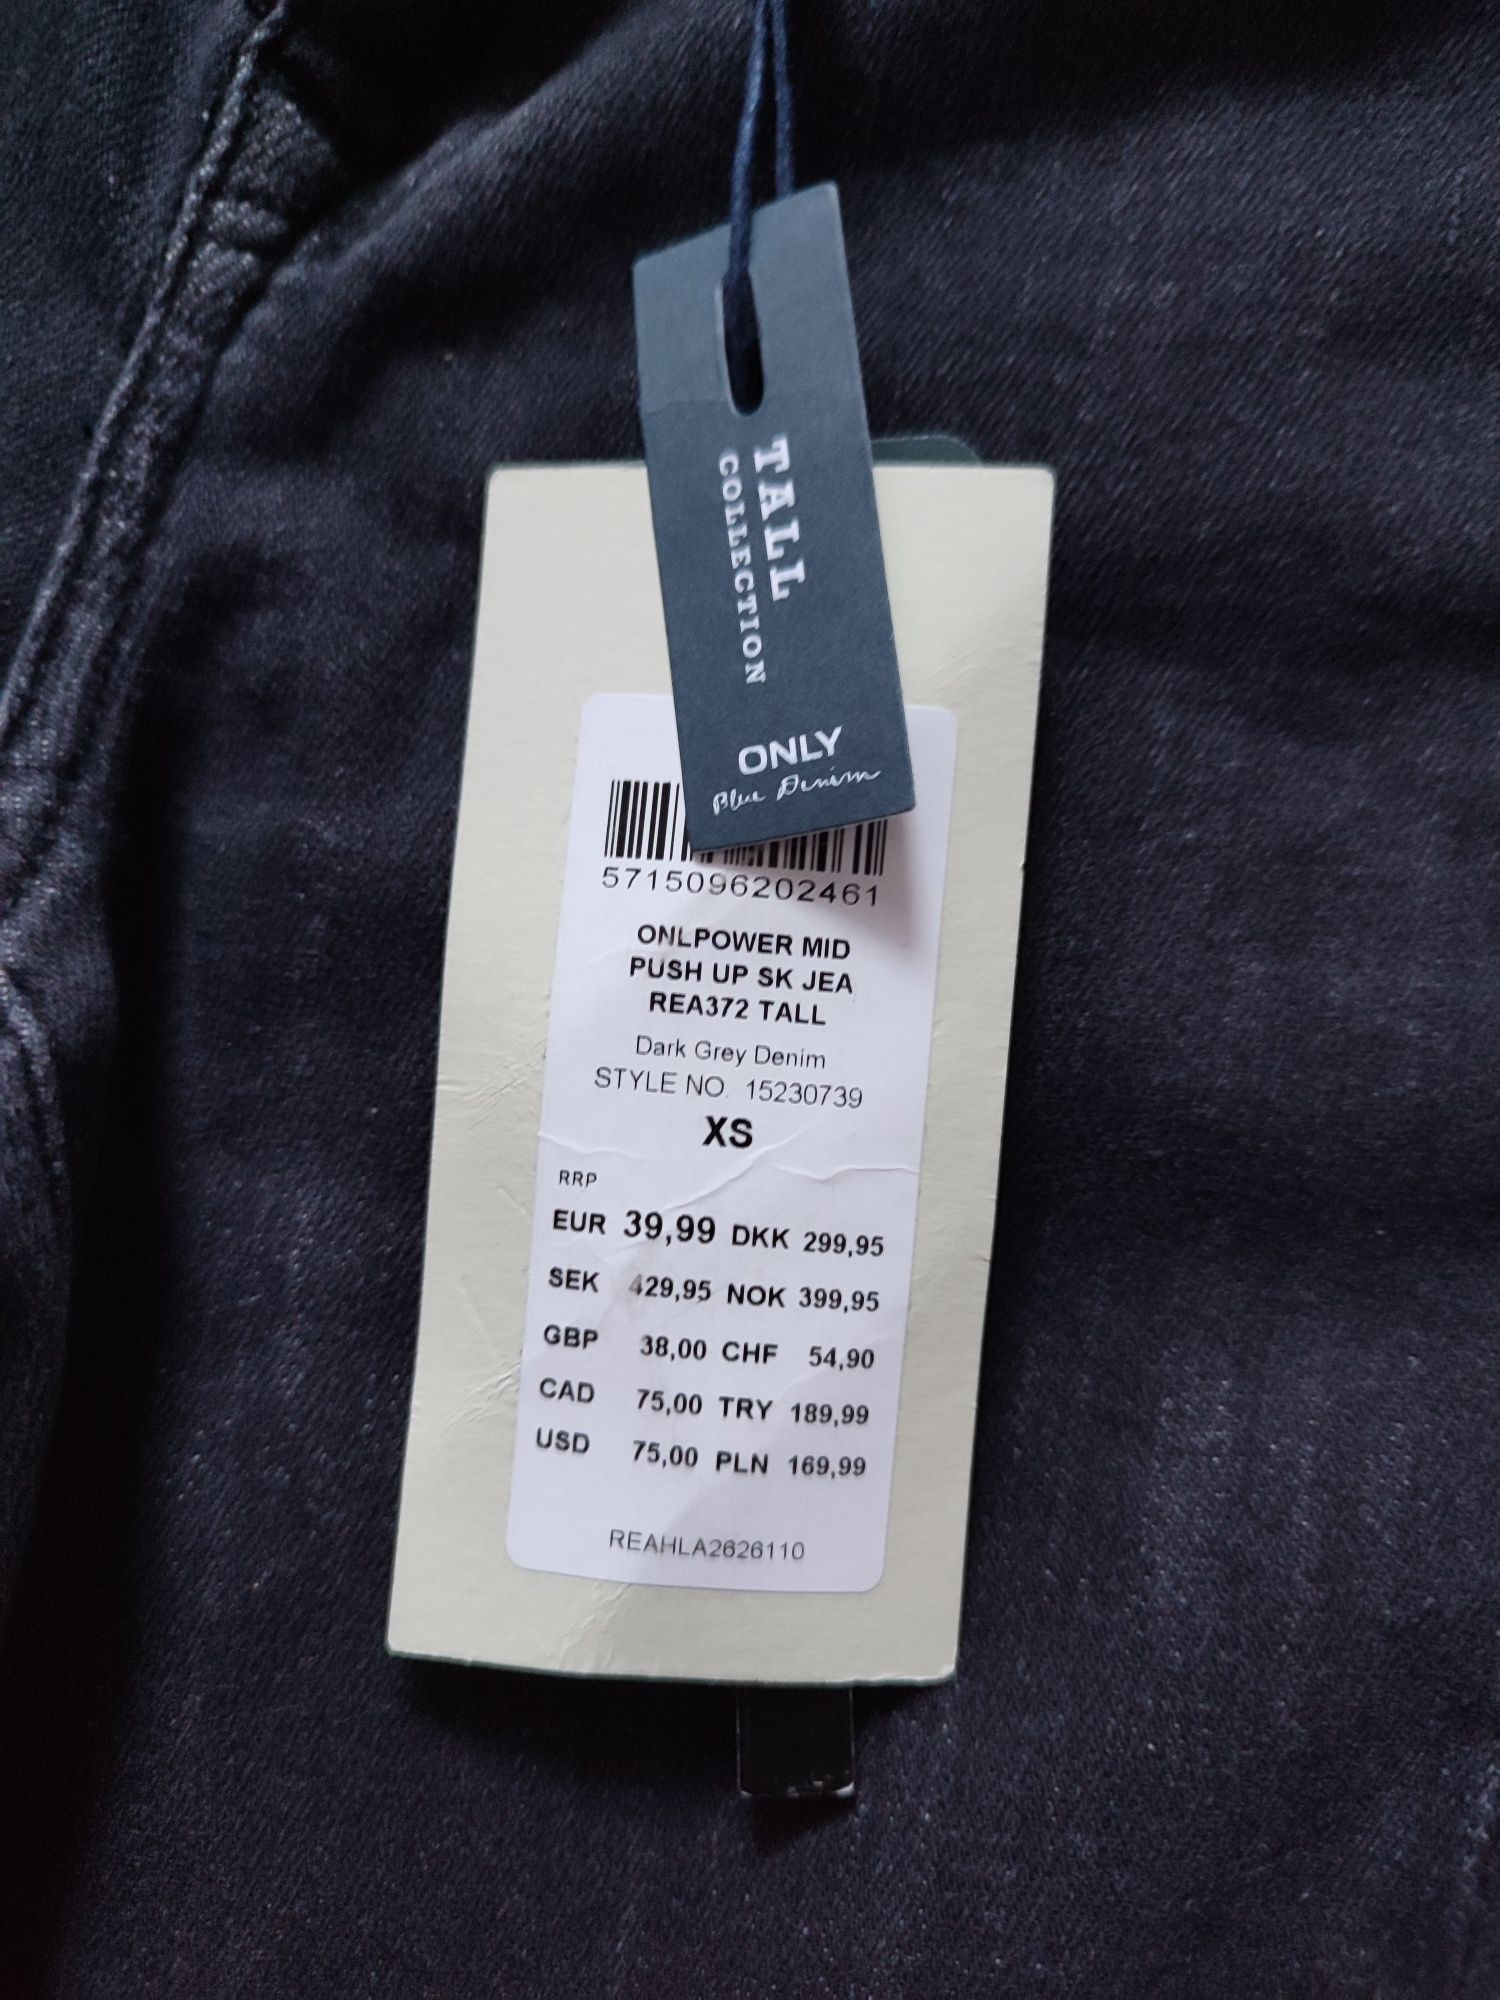 TALL
COLLECTION
ONLY
Blue Denim
5715096202461
ONLPOWER MID
PUSH UP SK JEA
REA372 TALL
Dark Grey Denim
STYLE NO. 15230739
XS
RRP
EUR 39,99 DKK 299,95
SEK 429,95 NOK 399,95
GBP 38,00 CHF 54,90
CAD 75,00 TRY 189,99
USD 75,00 PLN 169,99
REAHLA2626110